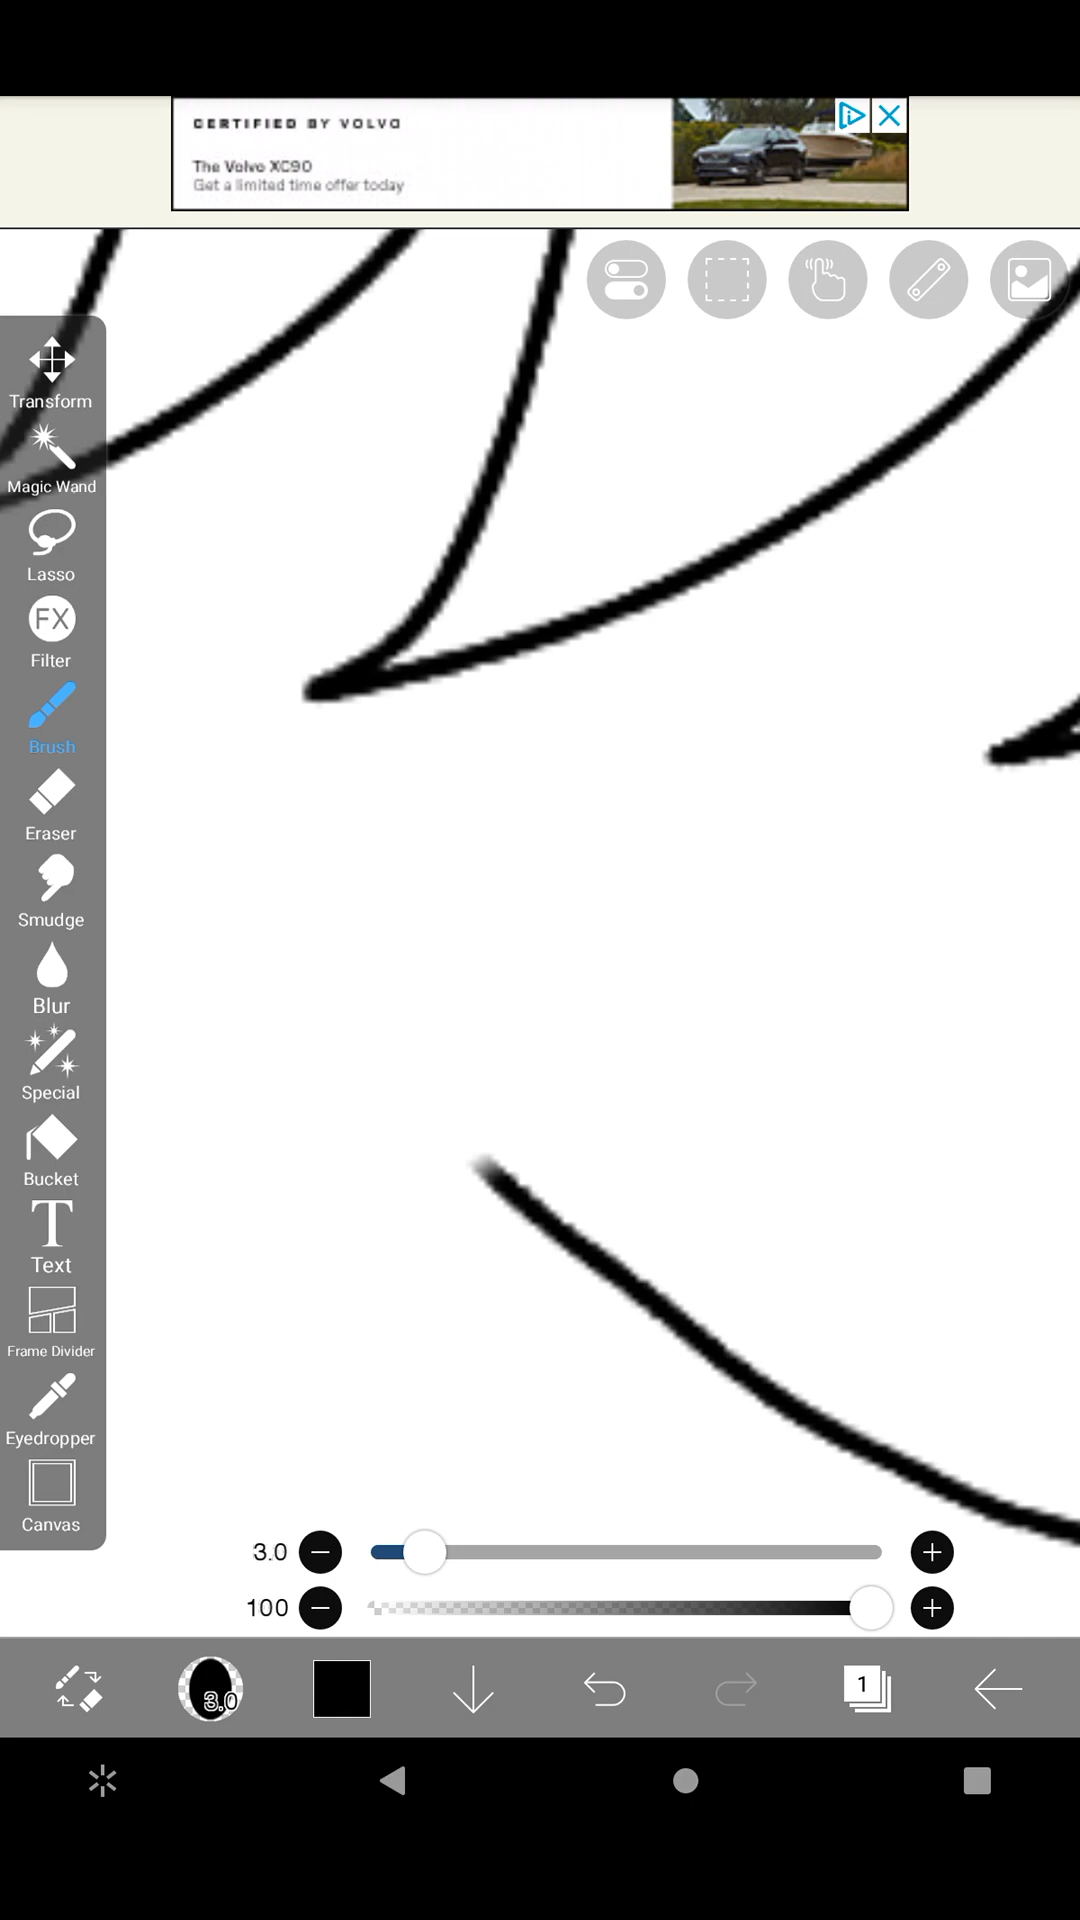 CERTIFIED BY VOLVO
The Volvo XC90
Get a limited time offer today
Transform
Magic Wand
Lasso
FX
Filter
Brush
Eraser
Smudge
Blur
Special
Bucket
T
Text
Frame Divider
Eyedropper
Canvas
3.0
100
3.0
1